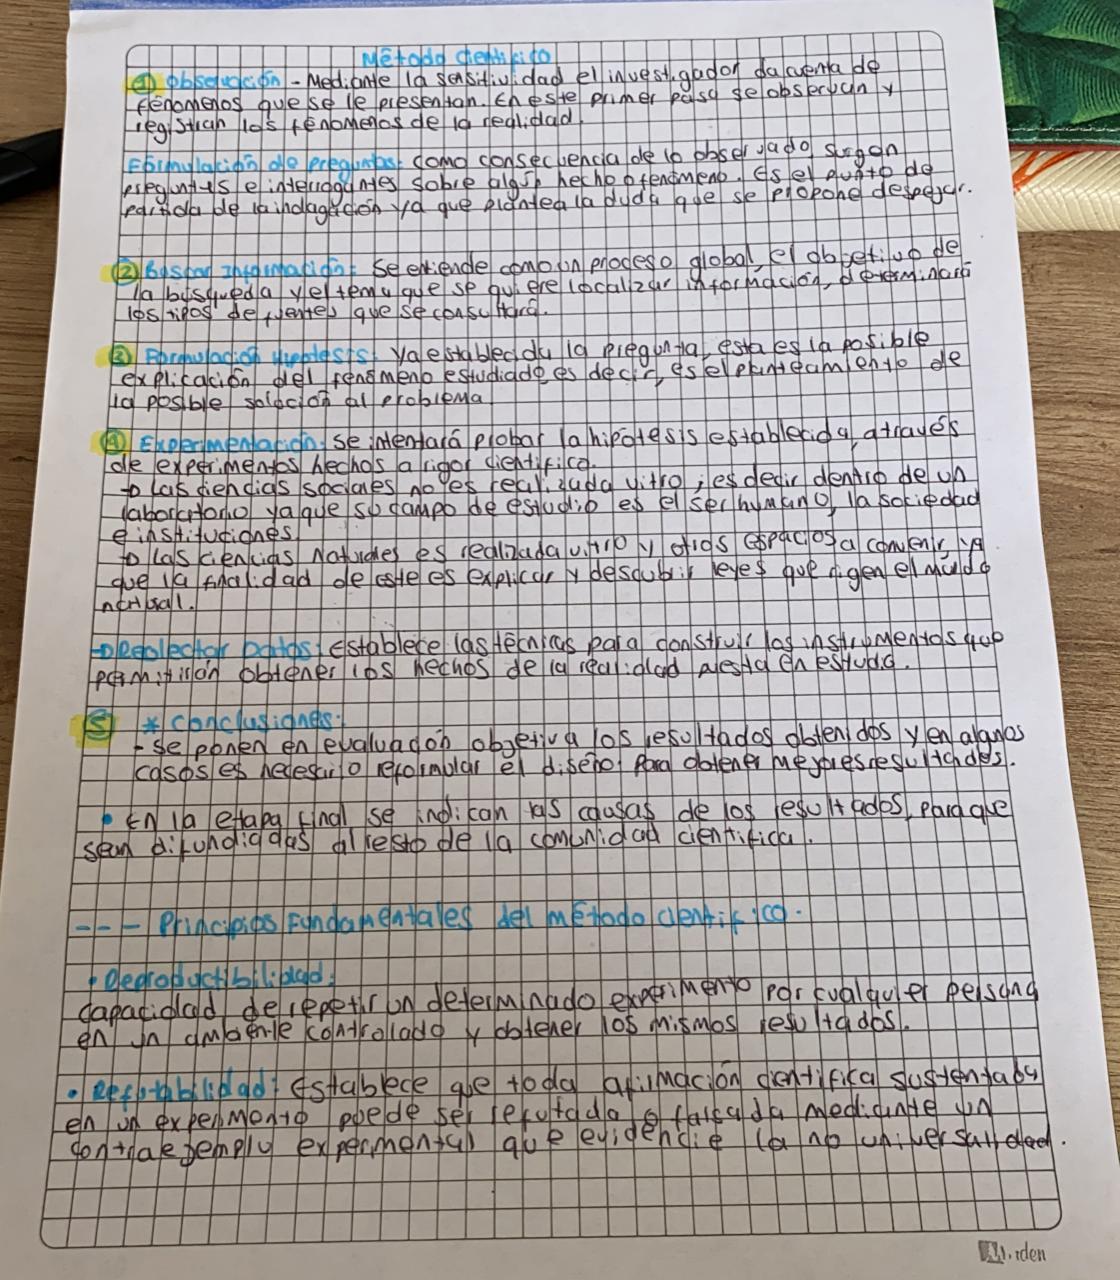 Método científico
① Observación - Mediante la sensitividad el investigador da cuenta de
fenómenos que se le presentan. En este primer paso se observan y
registran los fenómenos de la realidad.
Formulación de preguntas: como consecuencia de lo observado, surgen
preguntas e interrogantes sobre algún hecho o fenómeno. Es el punto de
partida de la indagación ya que plantea la duda que se propone despejar.
② Buscar Información: Se entiende como un proceso global, el objetivo de
la búsqueda y el tema que se quiere localizar información, determinará
los tipos de fuentes que se consultará.
③ Formulación hipótesis: Ya establecida la pregunta, esta es la posible
explicación del fenómeno estudiado es decir, es el planteamiento de
la posible solución al problema
④ Experimentación: Se intentará probar la hipótesis establecida, a través
de experimentos hechos a rigor científico.
→ Las ciencias sociales no es realizada vitro, es decir dentro de un
laboratorio ya que su campo de estudio es el ser humano, la sociedad
e instituciones.
→ Las ciencias naturales es realizada vitro y otros espacios a convenir, ya
que la finalidad de este es explicar y descubrir leyes que rigen el mundo
natural.
→ Recolectar Datos: Establece las técnicas para construir los instrumentos que
permitirán obtener los hechos de la realidad puesta en estudio.
5 * Conclusiones:
- Se ponen en evaluación objetiva los resultados obtenidos y en algunos
casos es necesario reformular el diseño para obtener mejores resultados.
• En la etapa final se indican las causas de los resultados, para que
sean difundidas al resto de la comunidad científica.
--- Principios Fundamentales del método científico.
• Reproductibilidad:
Capacidad de repetir un determinado experimento por cualquier persona
en un ambiente controllado y obtener los mismos resultados.
• Refutabilidad: Establece que toda afirmación científica sustentaba
en un experimento puede ser refutada o falsada mediante un
contraejemplo experimental que evidencie la no universalidad.